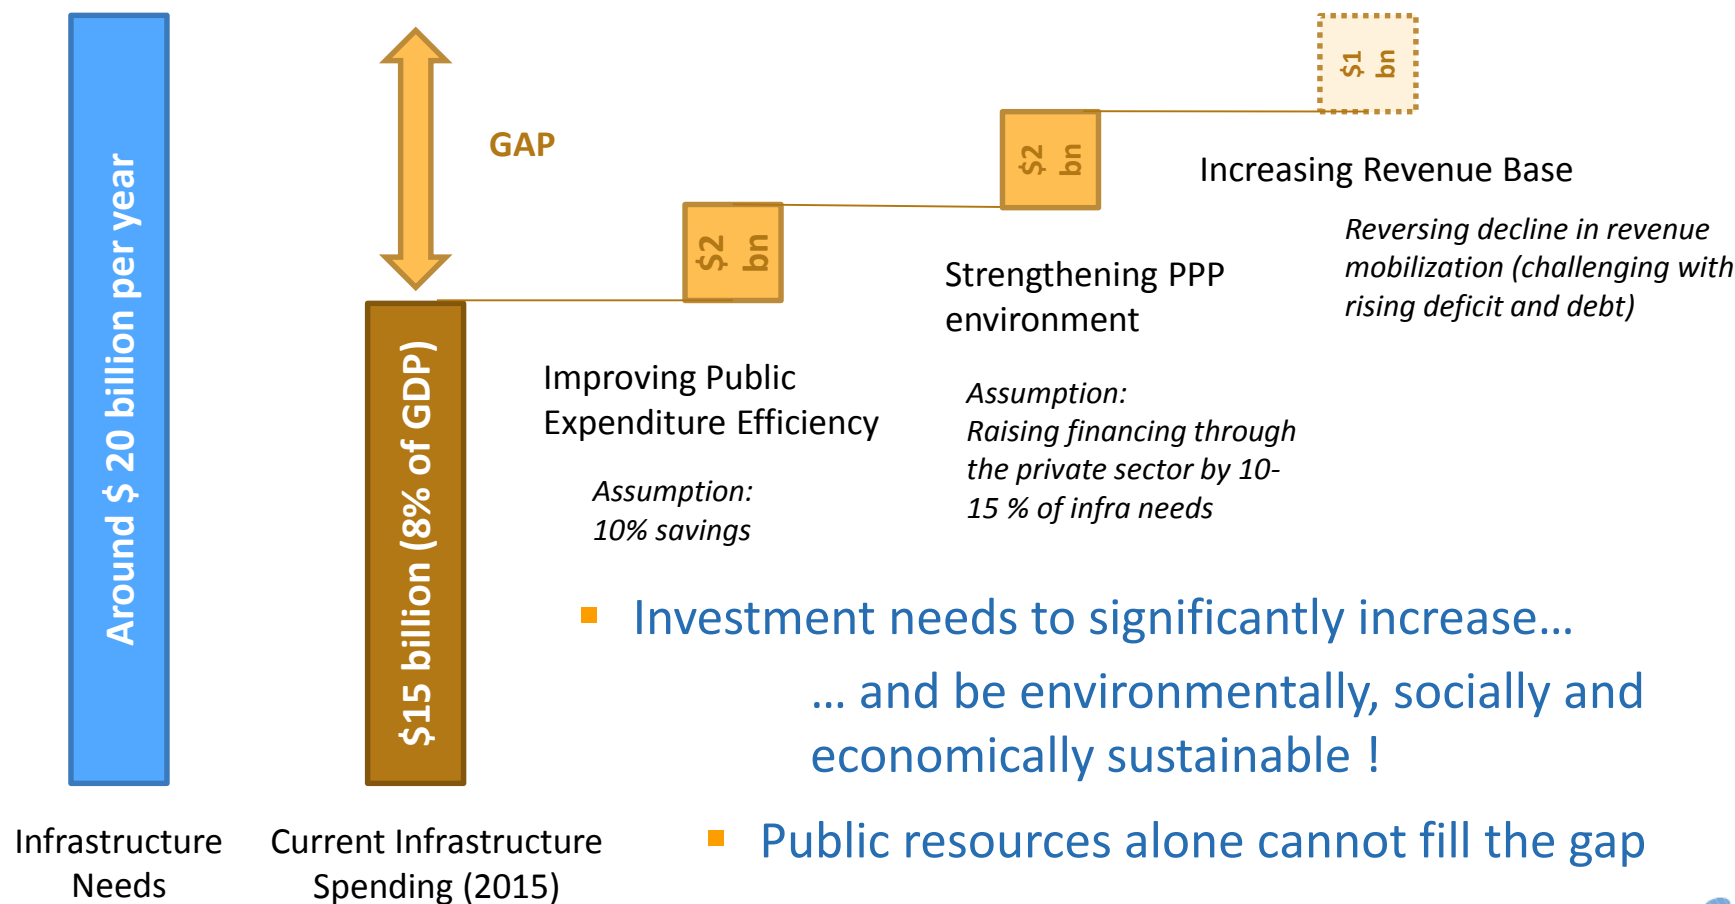 Around $ 20 billion per year
Infrastructure
Needs
$15 billion (8% of GDP)
Current Infrastructure
Spending (2015)
GAP
$2
bn
Improving Public
Expenditure Efficiency
Assumption:
10% savings
$2
bn
Strengthening PPP
environment
Assumption:
Raising financing through
the private sector by 10-
15 % of infra needs
$1
bn
Increasing Revenue Base
Reversing decline in revenue
mobilization (challenging with
rising deficit and debt)
▪ Investment needs to significantly increase...
... and be environmentally, socially and
economically sustainable !
▪ Public resources alone cannot fill the gap